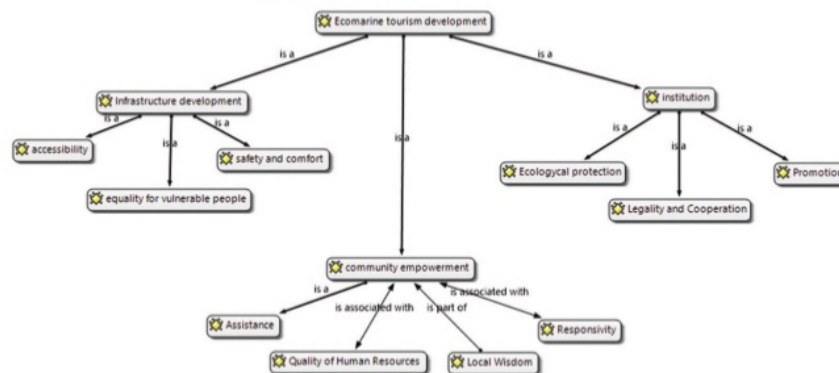 Ecomarine tourism development
is a
is a
Infrastructure development
institution
is a
is a
is a
is a
is a
is a
is a
accessibility
safety and comfort
Ecologycal protection
Promotion
equality for vulnerable people
Legality and Cooperation
community empowerment
is a
is associated with
is part of
is associated with
Assistance
Responsivity
Quality of Human Resources
Local Wisdom